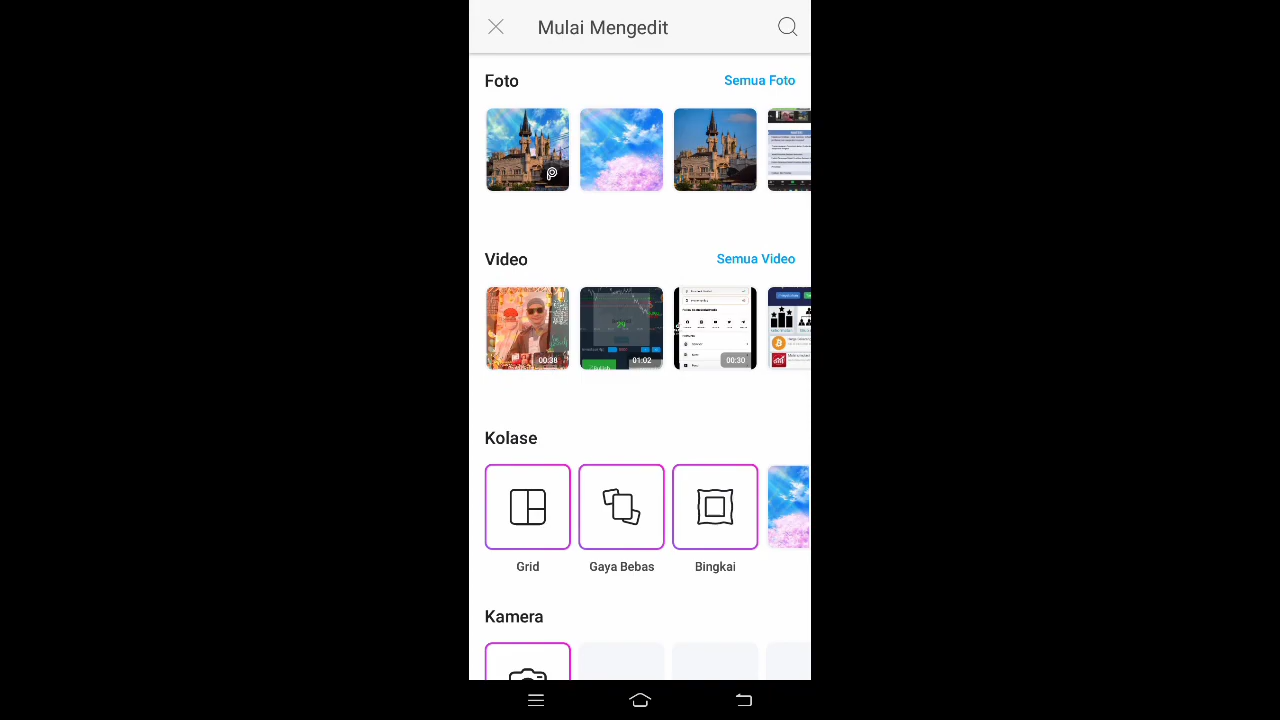 Mulai Mengedit
Foto
Semua Foto
Video
Semua Video
00:38
29
01:02
00:30
Kolase
Grid
Gaya Bebas
Bingkai
Kamera